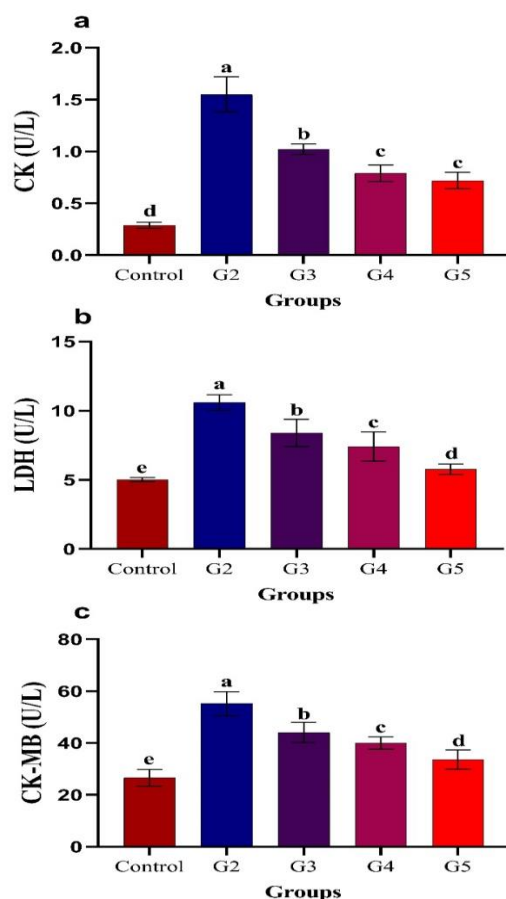 a
CK (U/L)
2.0
1.5
1.0
0.5
0.0
d
a
b
c
c
Control G2 G3 G4 G5
Groups
b
LDH (U/L)
15
10
5
0
e
a
b
c
d
Control G2 G3 G4 G5
Groups
c
CK-MB (U/L)
80
60
40
20
0
e
a
b
c
d
Control G2 G3 G4 G5
Groups